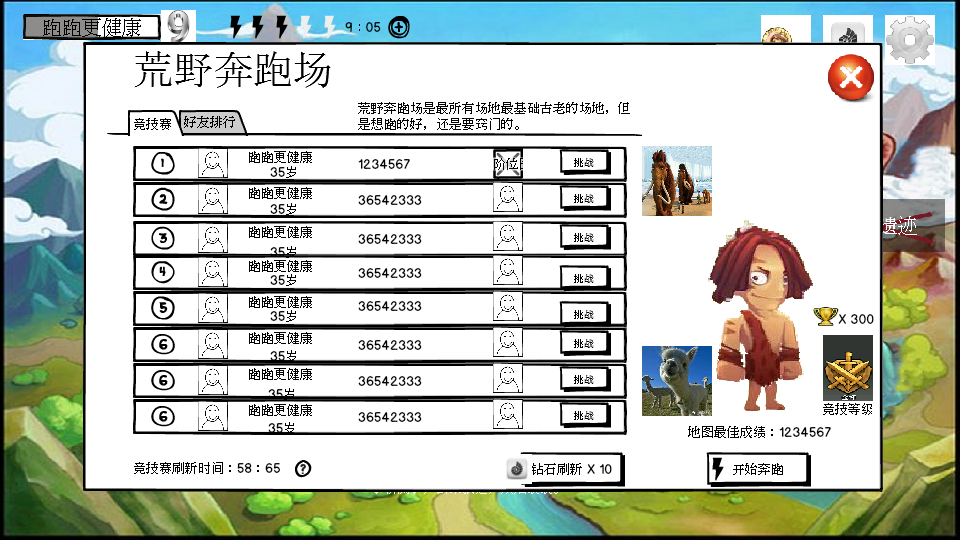 跑跑更健康
9
9：05
荒野奔跑场
竞技赛
好友排行
荒野奔跑场是最所有场地最基础古老的场地，但
是想跑的好，还是要窍门的。
1 跑跑更健康 1234567 阶位 挑战
35岁
2 跑跑更健康 36542333 挑战
35岁
3 跑跑更健康 36542333 挑战
35岁
4 跑跑更健康 36542333 挑战
35岁
5 跑跑更健康 36542333 挑战
35岁
6 跑跑更健康 36542333 挑战
35岁
6 跑跑更健康 36542333 挑战
35岁
6 跑跑更健康 36542333 挑战
35岁
遗迹
X 300
竞技等级
地图最佳成绩：1234567
竞技赛刷新时间：58：65 ?
钻石刷新 X 10
开始奔跑